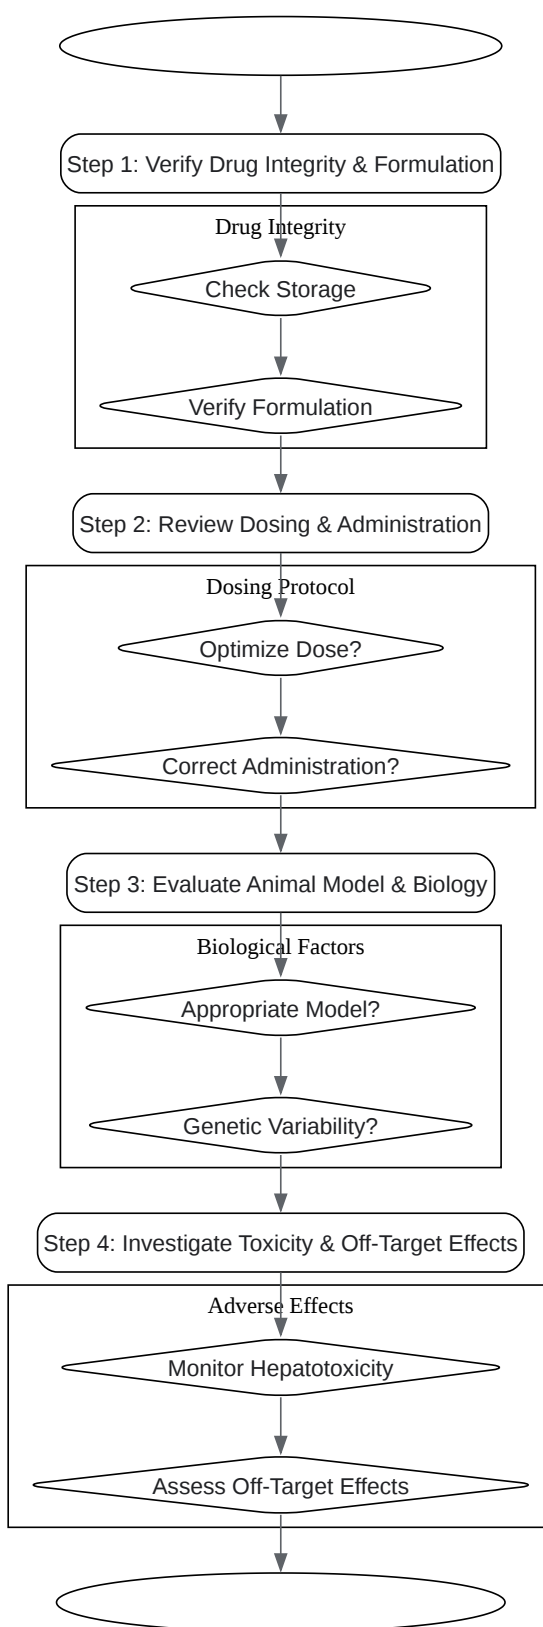 Step 1: Verify Drug Integrity & Formulation
Drug Integrity
Check Storage
Verify Formulation
Step 2: Review Dosing & Administration
Dosing Protocol
Optimize Dose?
Correct Administration?
Step 3: Evaluate Animal Model & Biology
Biological Factors
Appropriate Model?
Genetic Variability?
Step 4: Investigate Toxicity & Off-Target Effects
Adverse Effects
Monitor Hepatotoxicity
Assess Off-Target Effects